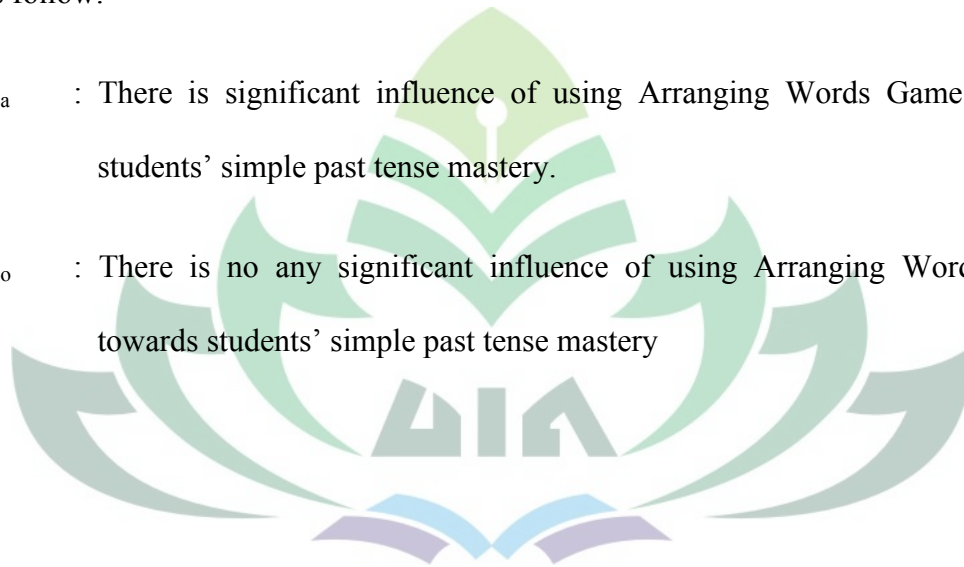 follow:
a : There is significant influence of using Arranging Words Game
students’ simple past tense mastery.
o : There is no any significant influence of using Arranging
towards students’ simple past tense mastery
UIN